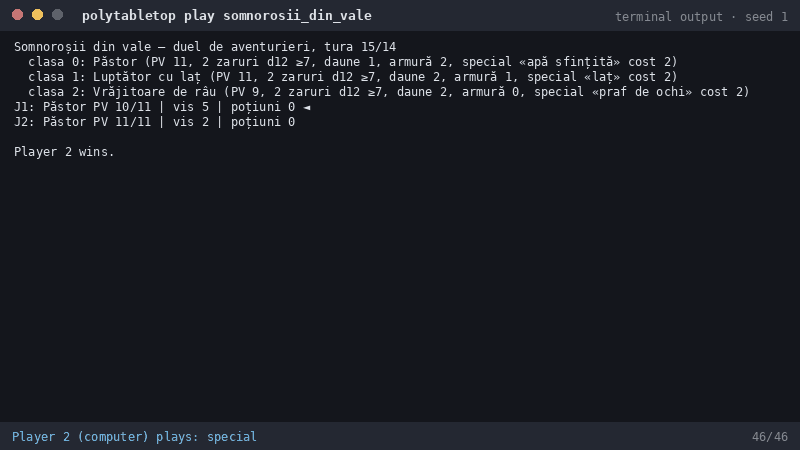 polytabletop play somnorosii_din_vale
terminal output · seed 1
Somnoroșii din vale — duel de aventurieri, tura 15/14
clasa 0: Păstor (PV 11, 2 zaruri d12 ≥7, daune 1, armură 2, special «apă sfințită» cost 2)
clasa 1: Luptător cu laț (PV 11, 2 zaruri d12 ≥7, daune 2, armură 1, special «laț» cost 2)
clasa 2: Vrăjitoare de râu (PV 9, 2 zaruri d12 ≥7, daune 2, armură 0, special «praf de ochi» cost 2)
J1: Păstor PV 10/11 | vis 5 | poțiuni 0 ◄
J2: Păstor PV 11/11 | vis 2 | poțiuni 0
Player 2 wins.
Player 2 (computer) plays: special
46/46